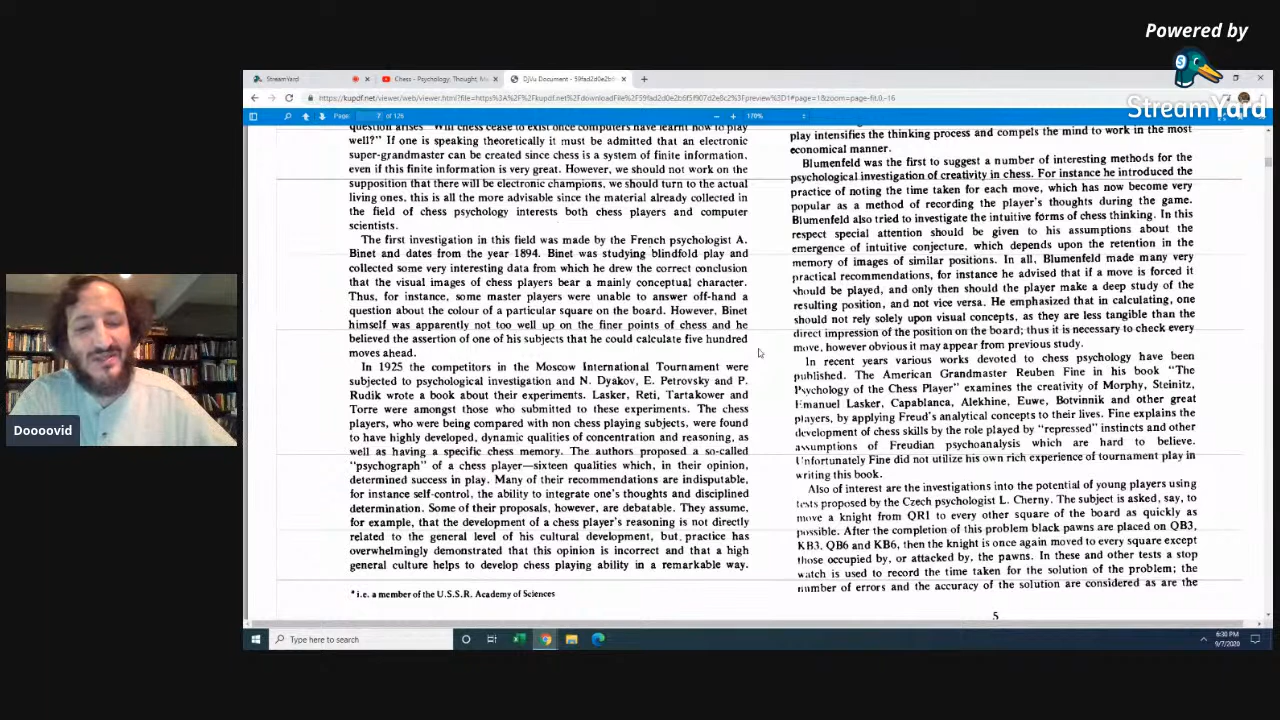 Powered by
StreamYard
StreamYard
Chess - Psychology, Thought, M
DjVu Document - 59fad2d0e2b6f
Page:
7
of 126
170%
question arises "Will chess cease to exist once computers have learnt how to play
well?" If one is speaking theoretically it must be admitted that an electronic
super-grandmaster can be created since chess is a system of finite information,
even if this finite information is very great. However, we should not work on the
supposition that there will be electronic champions, we should turn to the actual
living ones, this is all the more advisable since the material already collected in
the field of chess psychology interests both chess players and computer
scientists.
The first investigation in this field was made by the French psychologist A.
Binet and dates from the year 1894. Binet was studying blindfold play and
collected some very interesting data from which he drew the correct conclusion
that the visual images of chess players bear a mainly conceptual character.
Thus, for instance, some master players were unable to answer off-hand a
question about the colour of a particular square on the board. However, Binet
himself was apparently not too well up on the finer points of chess and he
believed the assertion of one of his subjects that he could calculate five hundred
moves ahead.
In 1925 the competitors in the Moscow International Tournament were
subjected to psychological investigation and N. Dyakov, E. Petrovsky and P.
Rudik wrote a book about their experiments. Lasker, Reti, Tartakower and
Torre were amongst those who submitted to these experiments. The chess
players, who were being compared with non chess playing subjects, were found
to have highly developed, dynamic qualities of concentration and reasoning, as
well as having a specific chess memory. The authors proposed a so-called
"psychograph" of a chess player—sixteen qualities which, in their opinion,
determined success in play. Many of their recommendations are indisputable,
for instance self-control, the ability to integrate one's thoughts and disciplined
determination. Some of their proposals, however, are debatable. They assume,
for example, that the development of a chess player's reasoning is not directly
related to the general level of his cultural development, but practice has
overwhelmingly demonstrated that this opinion is incorrect and that a high
general culture helps to develop chess playing ability in a remarkable way.
* i.e. a member of the U.S.S.R. Academy of Sciences
play intensifies the thinking process and compels the mind to work in the most
economical manner.
Blumenfeld was the first to suggest a number of interesting methods for the
psychological investigation of creativity in chess. For instance he introduced the
practice of noting the time taken for each move, which has now become very
popular as a method of recording the player's thoughts during the game.
Blumenfeld also tried to investigate the intuitive forms of chess thinking. In this
respect special attention should be given to his assumptions about the
emergence of intuitive conjecture, which depends upon the retention in the
memory of images of similar positions. In all, Blumenfeld made many very
practical recommendations, for instance he advised that if a move is forced it
should be played, and only then should the player make a deep study of the
resulting position, and not vice versa. He emphasized that in calculating, one
should not rely solely upon visual concepts, as they are less tangible than the
direct impression of the position on the board; thus it is necessary to check every
move, however obvious it may appear from previous study.
In recent years various works devoted to chess psychology have been
published. The American Grandmaster Reuben Fine in his book "The
Psychology of the Chess Player" examines the creativity of Morphy, Steinitz,
Emanuel Lasker, Capablanca, Alekhine, Euwe, Botvinnik and other great
players, by applying Freud's analytical concepts to their lives. Fine explains the
development of chess skills by the role played by "repressed" instincts and other
assumptions of Freudian psychoanalysis which are hard to believe.
Unfortunately Fine did not utilize his own rich experience of tournament play in
writing this book.
Also of interest are the investigations into the potential of young players using
tests proposed by the Czech psychologist L. Cherny. The subject is asked, say, to
move a knight from QR1 to every other square of the board as quickly as
possible. After the completion of this problem black pawns are placed on QB3,
KB3, QB6 and KB6, then the knight is once again moved to every square except
those occupied by, or attacked by, the pawns. In these and other tests a stop
watch is used to record the time taken for the solution of the problem; the
number of errors and the accuracy of the solution are considered as are the
5
Doooovid
Type here to search
6:30 PM
9/7/2020